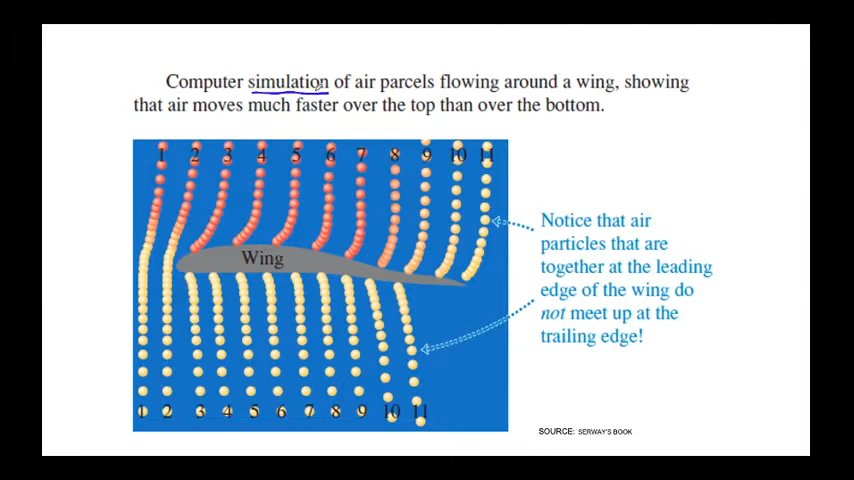 Computer simulation of air parcels flowing around a wing, showing
that air moves much faster over the top than over the bottom.
1 2 3 4 5 6 7 8 9 10 11
Wing
Notice that air
particles that are
together at the leading
edge of the wing do
not meet up at the
trailing edge!
1 2 3 4 5 6 7 8 9 10 11
SOURCE: SERWAY'S BOOK